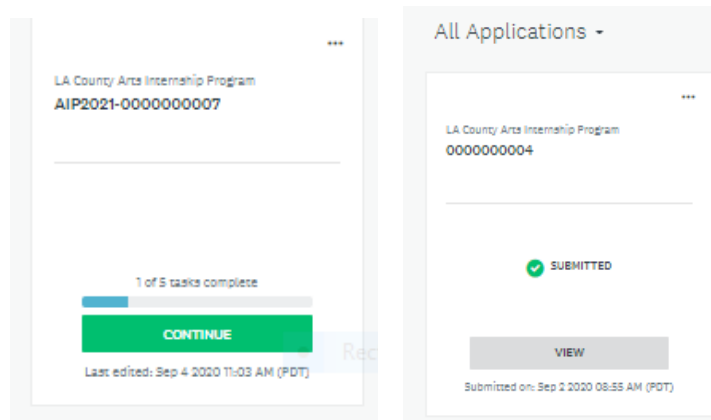 LA County Arts Internship Program
AIP2021-0000000007
1 of 5 tasks complete
CONTINUE
Last edited: Sep 4 2020 11:03 AM (PDT)
All Applications
LA County Arts Internship Program
0000000004
SUBMITTED
VIEW
Submitted on: Sep 2 2020 08:55 AM (PDT)